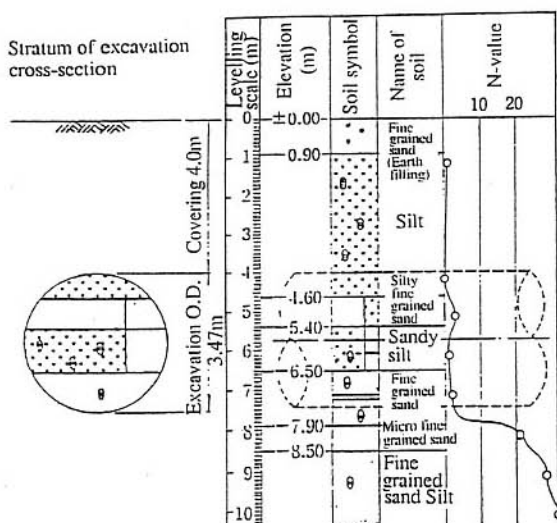 Stratum of excavation
cross-section
Levelling
scale (m)
Elevation
(m)
Soil symbol
Name of
soil
N-value
10 20
0
1
2
3
4
5
6
7
8
9
10
±0.00
0.90
4.60
5.40
6.50
7.90
8.50
Fine
grained
sand
(Earth
filling)
Silt
Silty
fine
grained
sand
Sandy
silt
Fine
grained
sand
Micro fine
grained sand
Fine
grained
sand Silt
Covering 4.0m
Excavation O.D.
3.47m